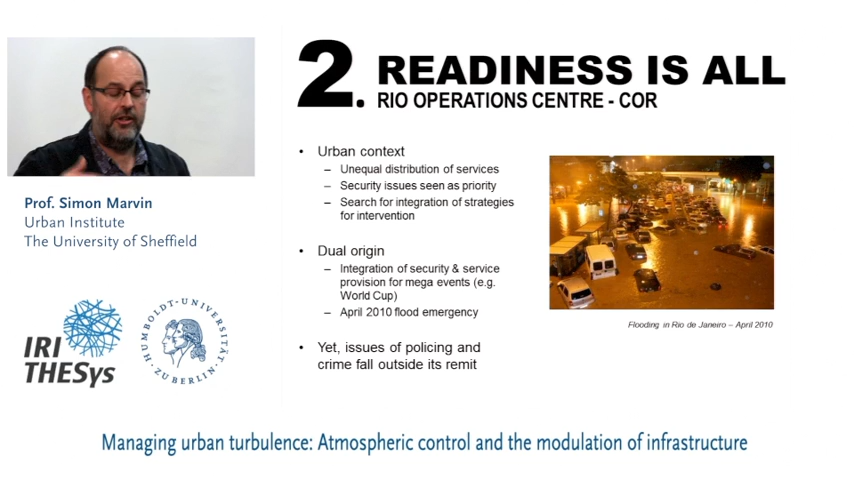 2. READINESS IS ALL
RIO OPERATIONS CENTRE - COR
Prof. Simon Marvin
Urban Institute
The University of Sheffield
IRI
THESys
HUMBOLDT-UNIVERSITÄT
ZU BERLIN
• Urban context
– Unequal distribution of services
– Security issues seen as priority
– Search for integration of strategies
for intervention
• Dual origin
– Integration of security & service
provision for mega events (e.g.
World Cup)
– April 2010 flood emergency
• Yet, issues of policing and
crime fall outside its remit
Flooding in Rio de Janeiro – April 2010
Managing urban turbulence: Atmospheric control and the modulation of infrastructure